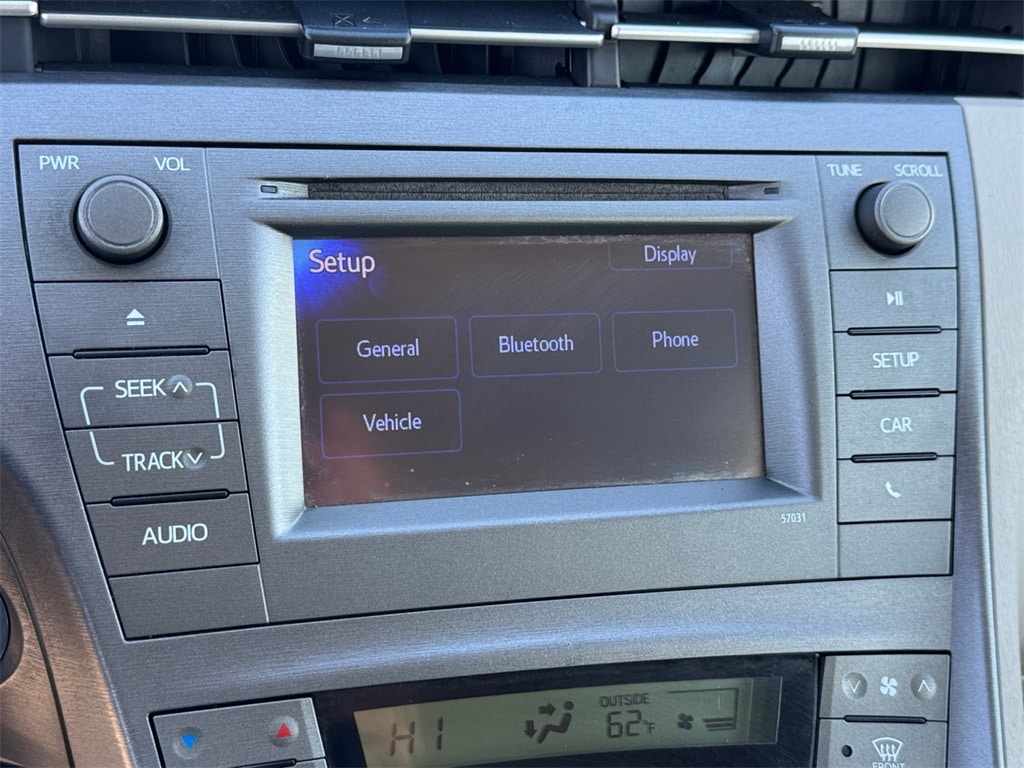 PWR VOL
TUNE SCROLL
Setup
Display
General Bluetooth Phone
Vehicle
SEEK
TRACK
AUDIO
SETUP
CAR
57031
HI
OUTSIDE
62°F
FRONT